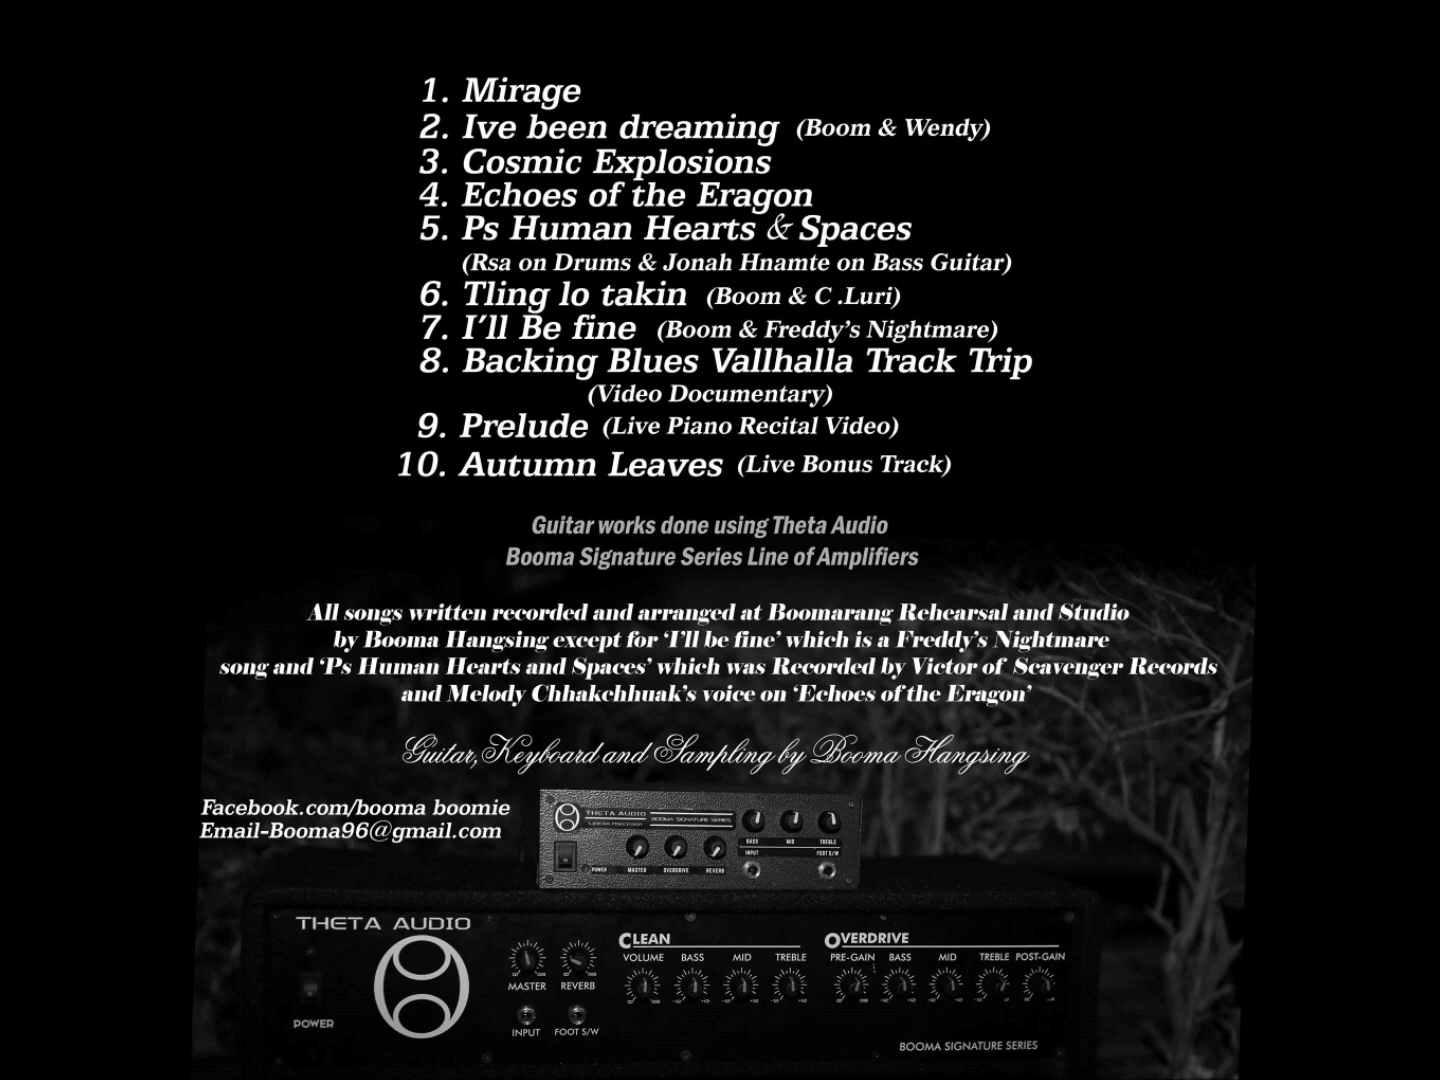 1. Mirage
2. Ive been dreaming (Boom & Wendy)
3. Cosmic Explosions
4. Echoes of the Eragon
5. Ps Human Hearts & Spaces
(Rsa on Drums & Jonah Hnamte on Bass Guitar)
6. Tling lo takin (Boom & C .Luri)
7. I'll Be fine (Boom & Freddy's Nightmare)
8. Backing Blues Vallhalla Track Trip
(Video Documentary)
9. Prelude (Live Piano Recital Video)
10. Autumn Leaves (Live Bonus Track)
Guitar works done using Theta Audio
Booma Signature Series Line of Amplifiers
All songs written recorded and arranged at Boomarang Rehearsal and Studio
by Booma Hangsing except for 'I'll be fine' which is a Freddy's Nightmare
song and 'Ps Human Hearts and Spaces' which was Recorded by Victor of Scavenger Records
and Melody Chhakchhuak's voice on 'Echoes of the Eragon'
Guitar, Keyboard and Sampling by Booma Hangsing
Facebook.com/booma boomie
Email-Booma96@gmail.com
THETA AUDIO BOOMA SIGNATURE SERIES
BASS MID TREBLE
INPUT FOOT S/W
POWER MASTER OVERDRIVE REVERB
THETA AUDIO
CLEAN OVERDRIVE
VOLUME BASS MID TREBLE PRE-GAIN BASS MID TREBLE POST-GAIN
MASTER REVERB
POWER INPUT FOOT S/W
BOOMA SIGNATURE SERIES